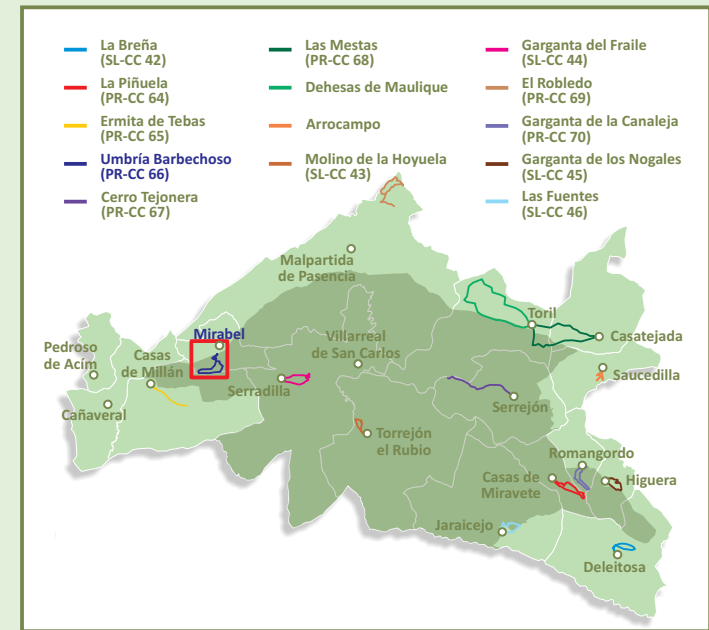 La Breña
(SL-CC 42)
La Piñuela
(PR-CC 64)
Ermita de Tebas
(PR-CC 65)
Umbría Barbechoso
(PR-CC 66)
Cerro Tejonera
(PR-CC 67)
Las Mestas
(PR-CC 68)
Dehesas de Maulique
Arrocampo
Molino de la Hoyuela
(SL-CC 43)
Garganta del Fraile
(SL-CC 44)
El Robledo
(PR-CC 69)
Garganta de la Canaleja
(PR-CC 70)
Garganta de los Nogales
(SL-CC 45)
Las Fuentes
(SL-CC 46)
Malpartida
de Pasencia
Toril
Mirabel
Casatejada
Pedroso
de Acím
Casas
de Millán
Villarreal
de San Carlos
Saucedilla
Serradilla
Serrejón
Cañaveral
Torrejón
el Rubio
Romangordo
Casas de
Miravete
Higuera
Jaraicejo
Deleitosa